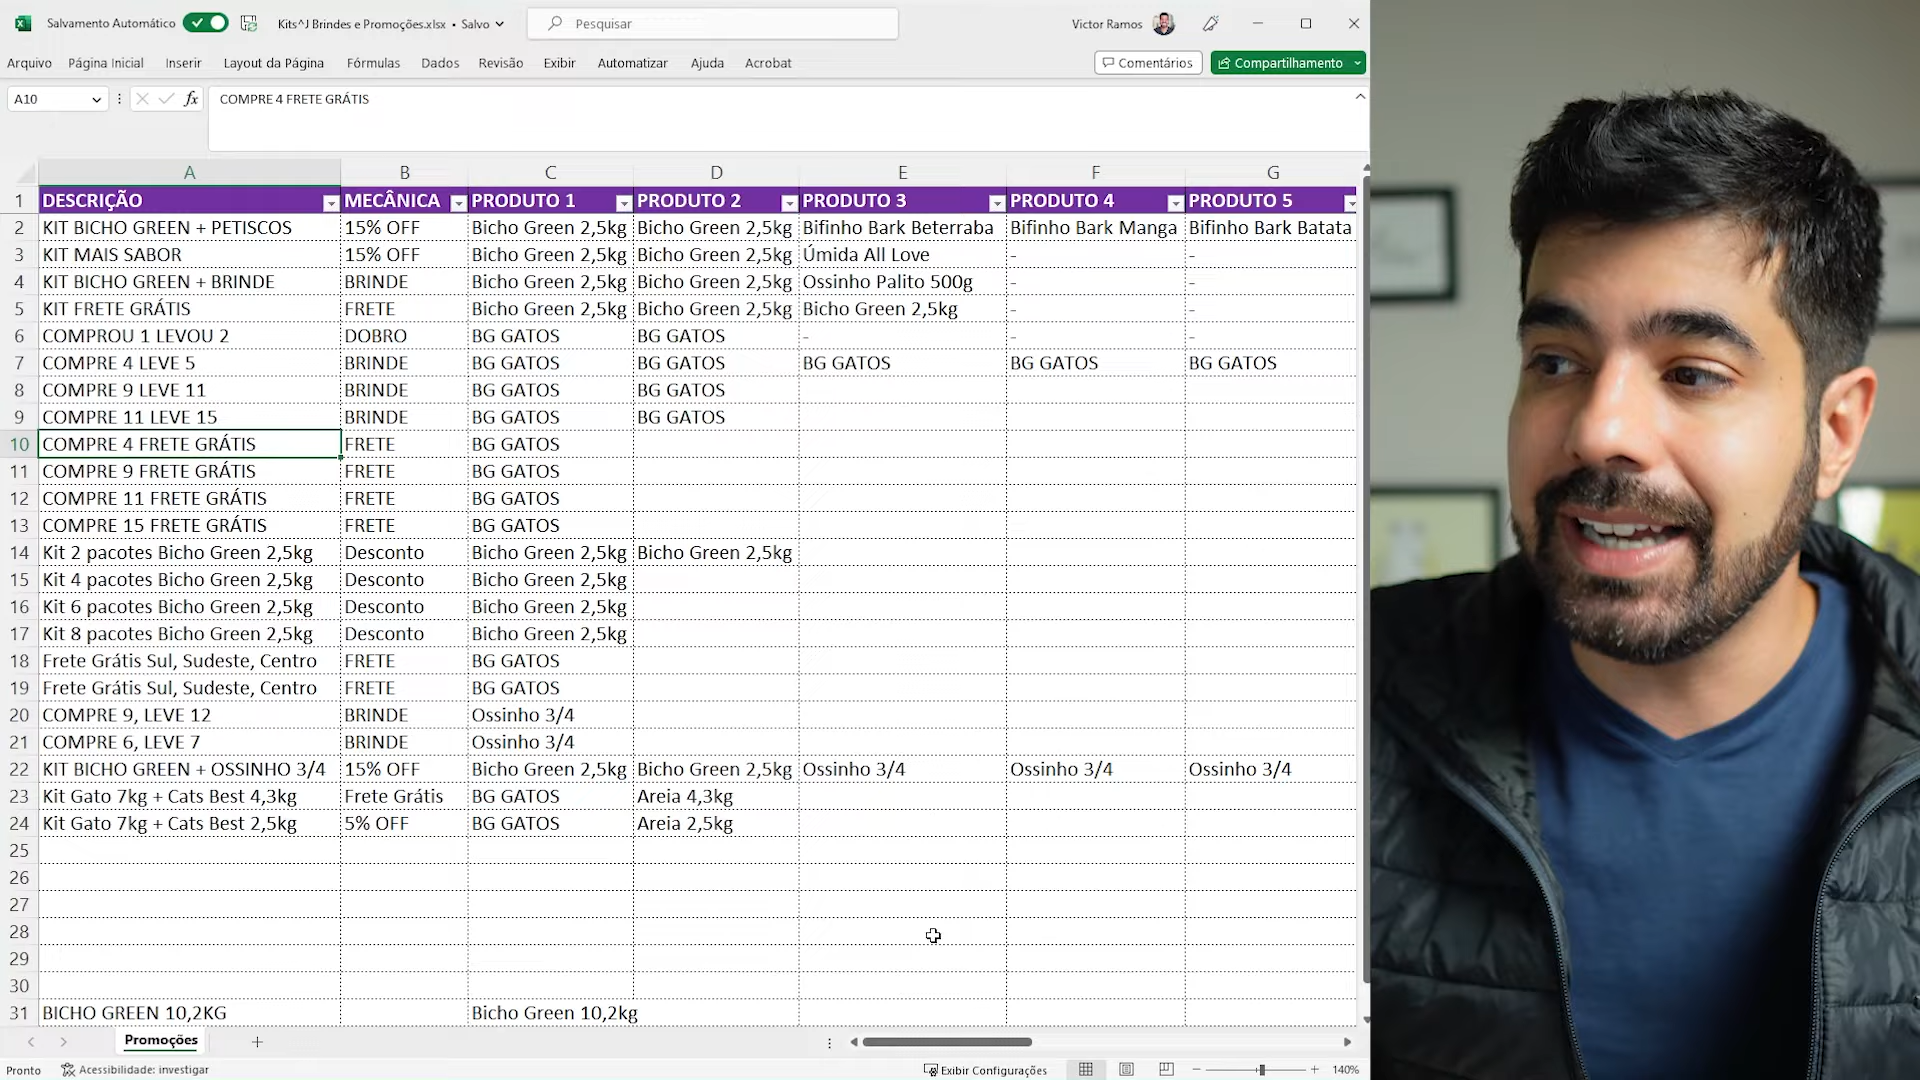 Salvamento Automático Kits^J Brindes e Promoções.xlsx • Salvo Pesquisar Victor Ramos
Arquivo Página Inicial Inserir Layout da Página Fórmulas Dados Revisão Exibir Automatizar Ajuda Acrobat Comentários Compartilhamento
A10 fx COMPRE 4 FRETE GRÁTIS
A B C D E F G
1 DESCRIÇÃO MECÂNICA PRODUTO 1 PRODUTO 2 PRODUTO 3 PRODUTO 4 PRODUTO 5
2 KIT BICHO GREEN + PETISCOS 15% OFF Bicho Green 2,5kg Bicho Green 2,5kg Bifinho Bark Beterraba Bifinho Bark Manga Bifinho Bark Batata
3 KIT MAIS SABOR 15% OFF Bicho Green 2,5kg Bicho Green 2,5kg Úmida All Love - -
4 KIT BICHO GREEN + BRINDE BRINDE Bicho Green 2,5kg Bicho Green 2,5kg Ossinho Palito 500g - -
5 KIT FRETE GRÁTIS FRETE Bicho Green 2,5kg Bicho Green 2,5kg Bicho Green 2,5kg - -
6 COMPROU 1 LEVOU 2 DOBRO BG GATOS BG GATOS - - -
7 COMPRE 4 LEVE 5 BRINDE BG GATOS BG GATOS BG GATOS BG GATOS BG GATOS
8 COMPRE 9 LEVE 11 BRINDE BG GATOS BG GATOS
9 COMPRE 11 LEVE 15 BRINDE BG GATOS BG GATOS
10 COMPRE 4 FRETE GRÁTIS FRETE BG GATOS
11 COMPRE 9 FRETE GRÁTIS FRETE BG GATOS
12 COMPRE 11 FRETE GRÁTIS FRETE BG GATOS
13 COMPRE 15 FRETE GRÁTIS FRETE BG GATOS
14 Kit 2 pacotes Bicho Green 2,5kg Desconto Bicho Green 2,5kg Bicho Green 2,5kg
15 Kit 4 pacotes Bicho Green 2,5kg Desconto Bicho Green 2,5kg
16 Kit 6 pacotes Bicho Green 2,5kg Desconto Bicho Green 2,5kg
17 Kit 8 pacotes Bicho Green 2,5kg Desconto Bicho Green 2,5kg
18 Frete Grátis Sul, Sudeste, Centro FRETE BG GATOS
19 Frete Grátis Sul, Sudeste, Centro FRETE BG GATOS
20 COMPRE 9, LEVE 12 BRINDE Ossinho 3/4
21 COMPRE 6, LEVE 7 BRINDE Ossinho 3/4
22 KIT BICHO GREEN + OSSINHO 3/4 15% OFF Bicho Green 2,5kg Bicho Green 2,5kg Ossinho 3/4 Ossinho 3/4 Ossinho 3/4
23 Kit Gato 7kg + Cats Best 4,3kg Frete Grátis BG GATOS Areia 4,3kg
24 Kit Gato 7kg + Cats Best 2,5kg 5% OFF BG GATOS Areia 2,5kg
25
26
27
28
29
30
31 BICHO GREEN 10,2KG Bicho Green 10,2kg
Promoções
Pronto Acessibilidade: investigar Exibir Configurações 140%